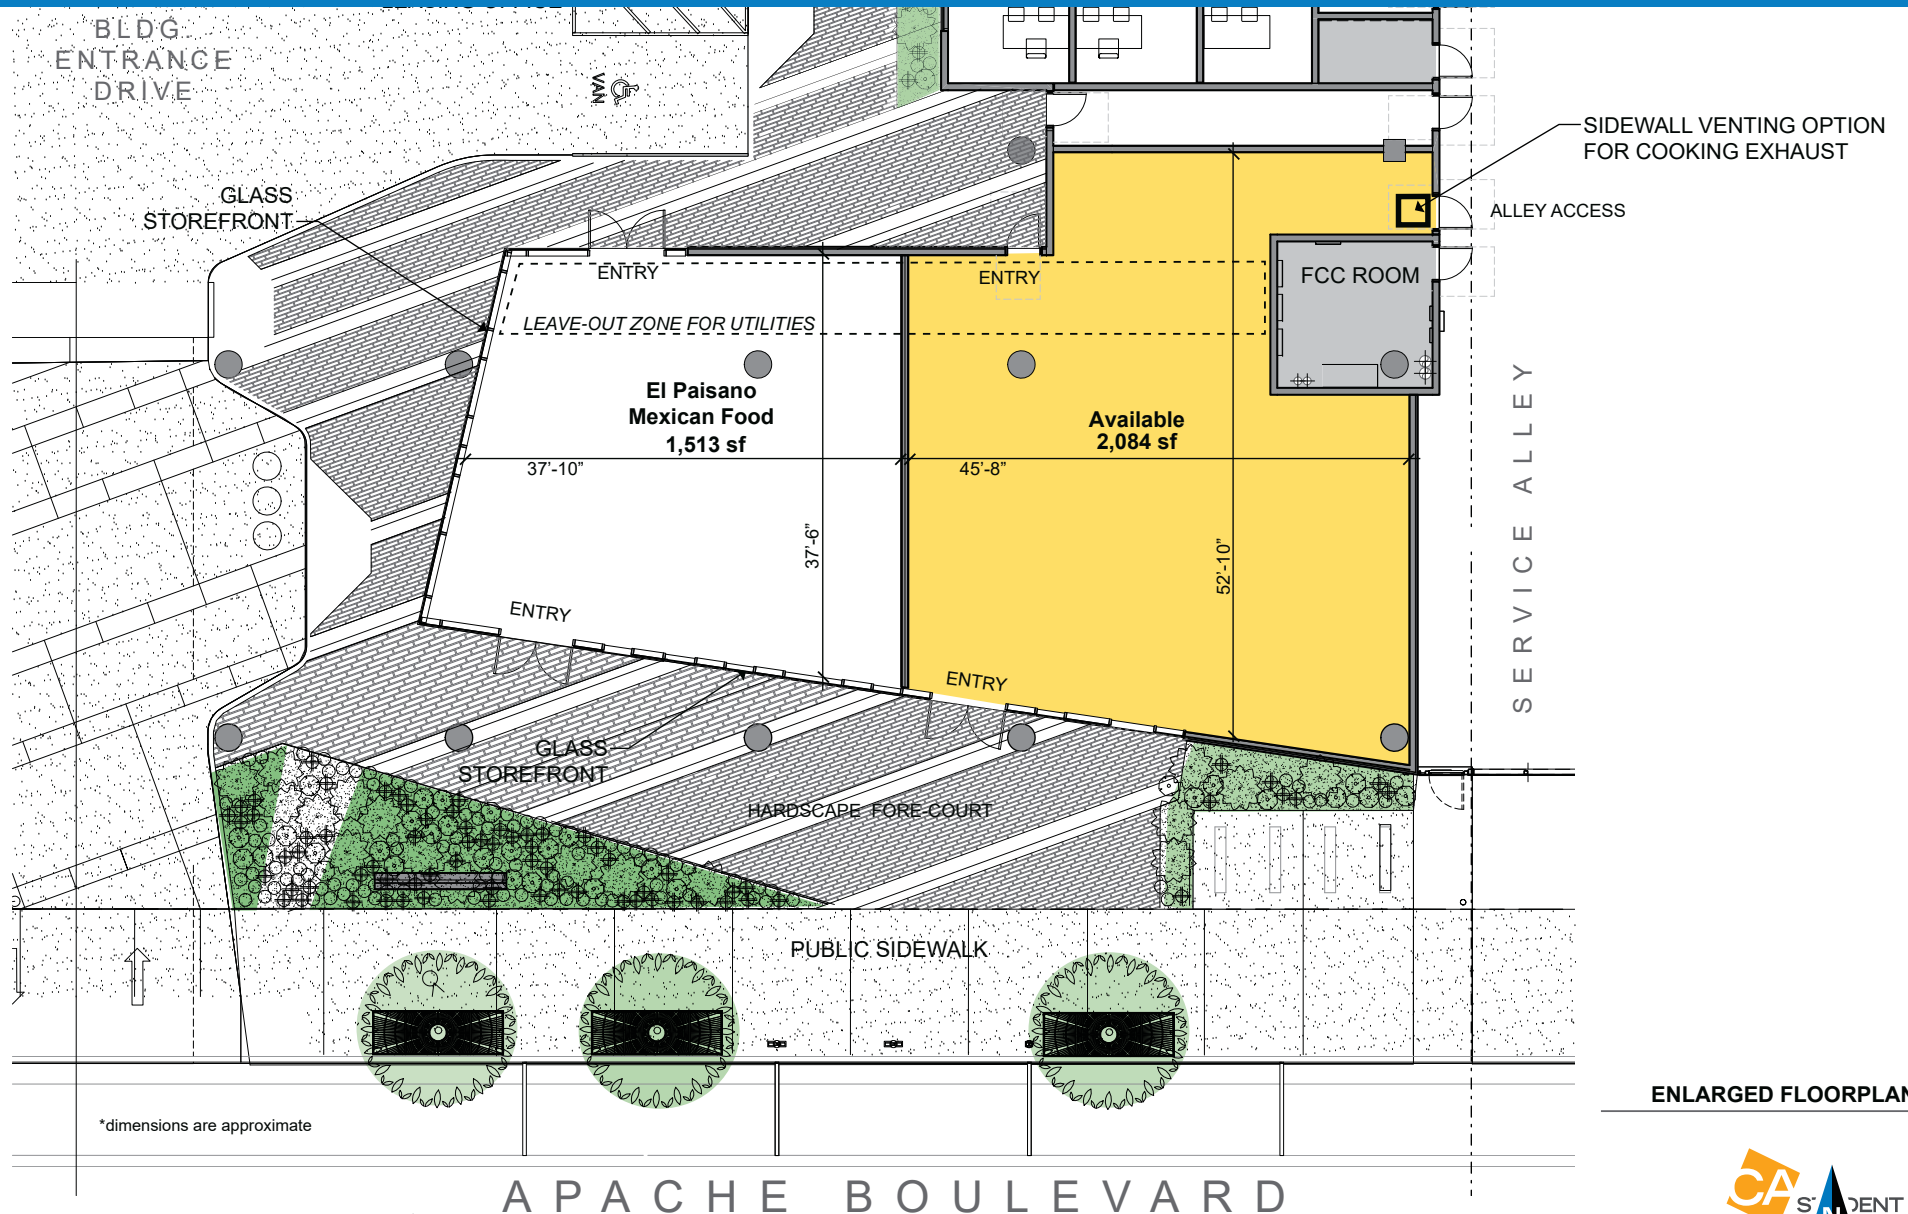 BLDG.
ENTRANCE
DRIVE
VAN
SIDEWALL VENTING OPTION
FOR COOKING EXHAUST
GLASS
STOREFRONT
ALLEY ACCESS
ENTRY
ENTRY
FCC ROOM
LEAVE-OUT ZONE FOR UTILITIES
El Paisano
Mexican Food
1,513 sf
Available
2,084 sf
37'-10"
45'-8"
37'-6"
52'-10"
SERVICE ALLEY
ENTRY
ENTRY
GLASS
STOREFRONT
HARDSCAPE FORE-COURT
PUBLIC SIDEWALK
ENLARGED FLOORPLAN
*dimensions are approximate
APACHE BOULEVARD
CA
N